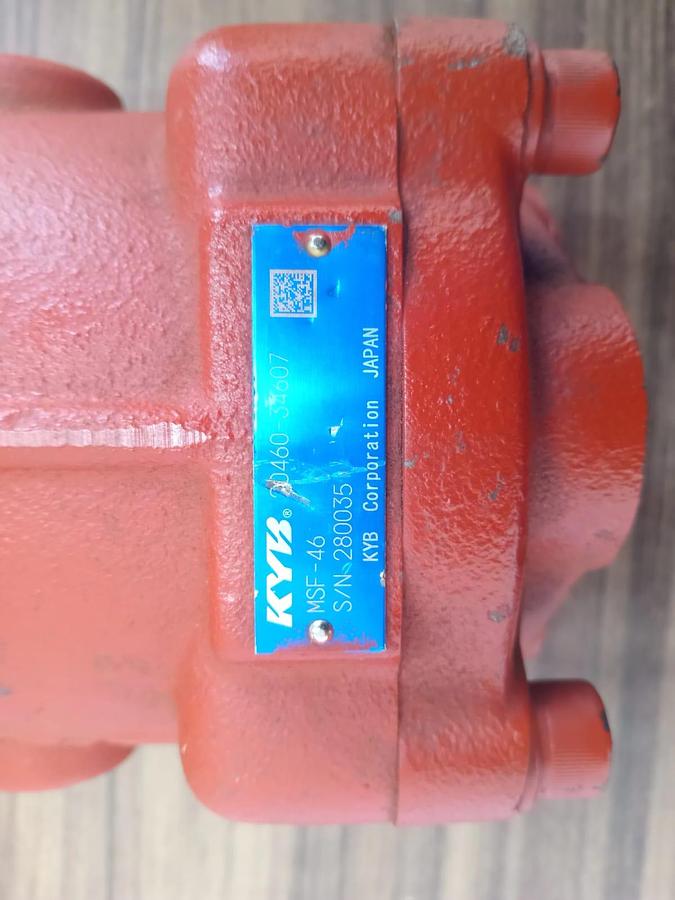 KYB® 20460-34607
MSF-46
S/N 280035
KYB Corporation JAPAN